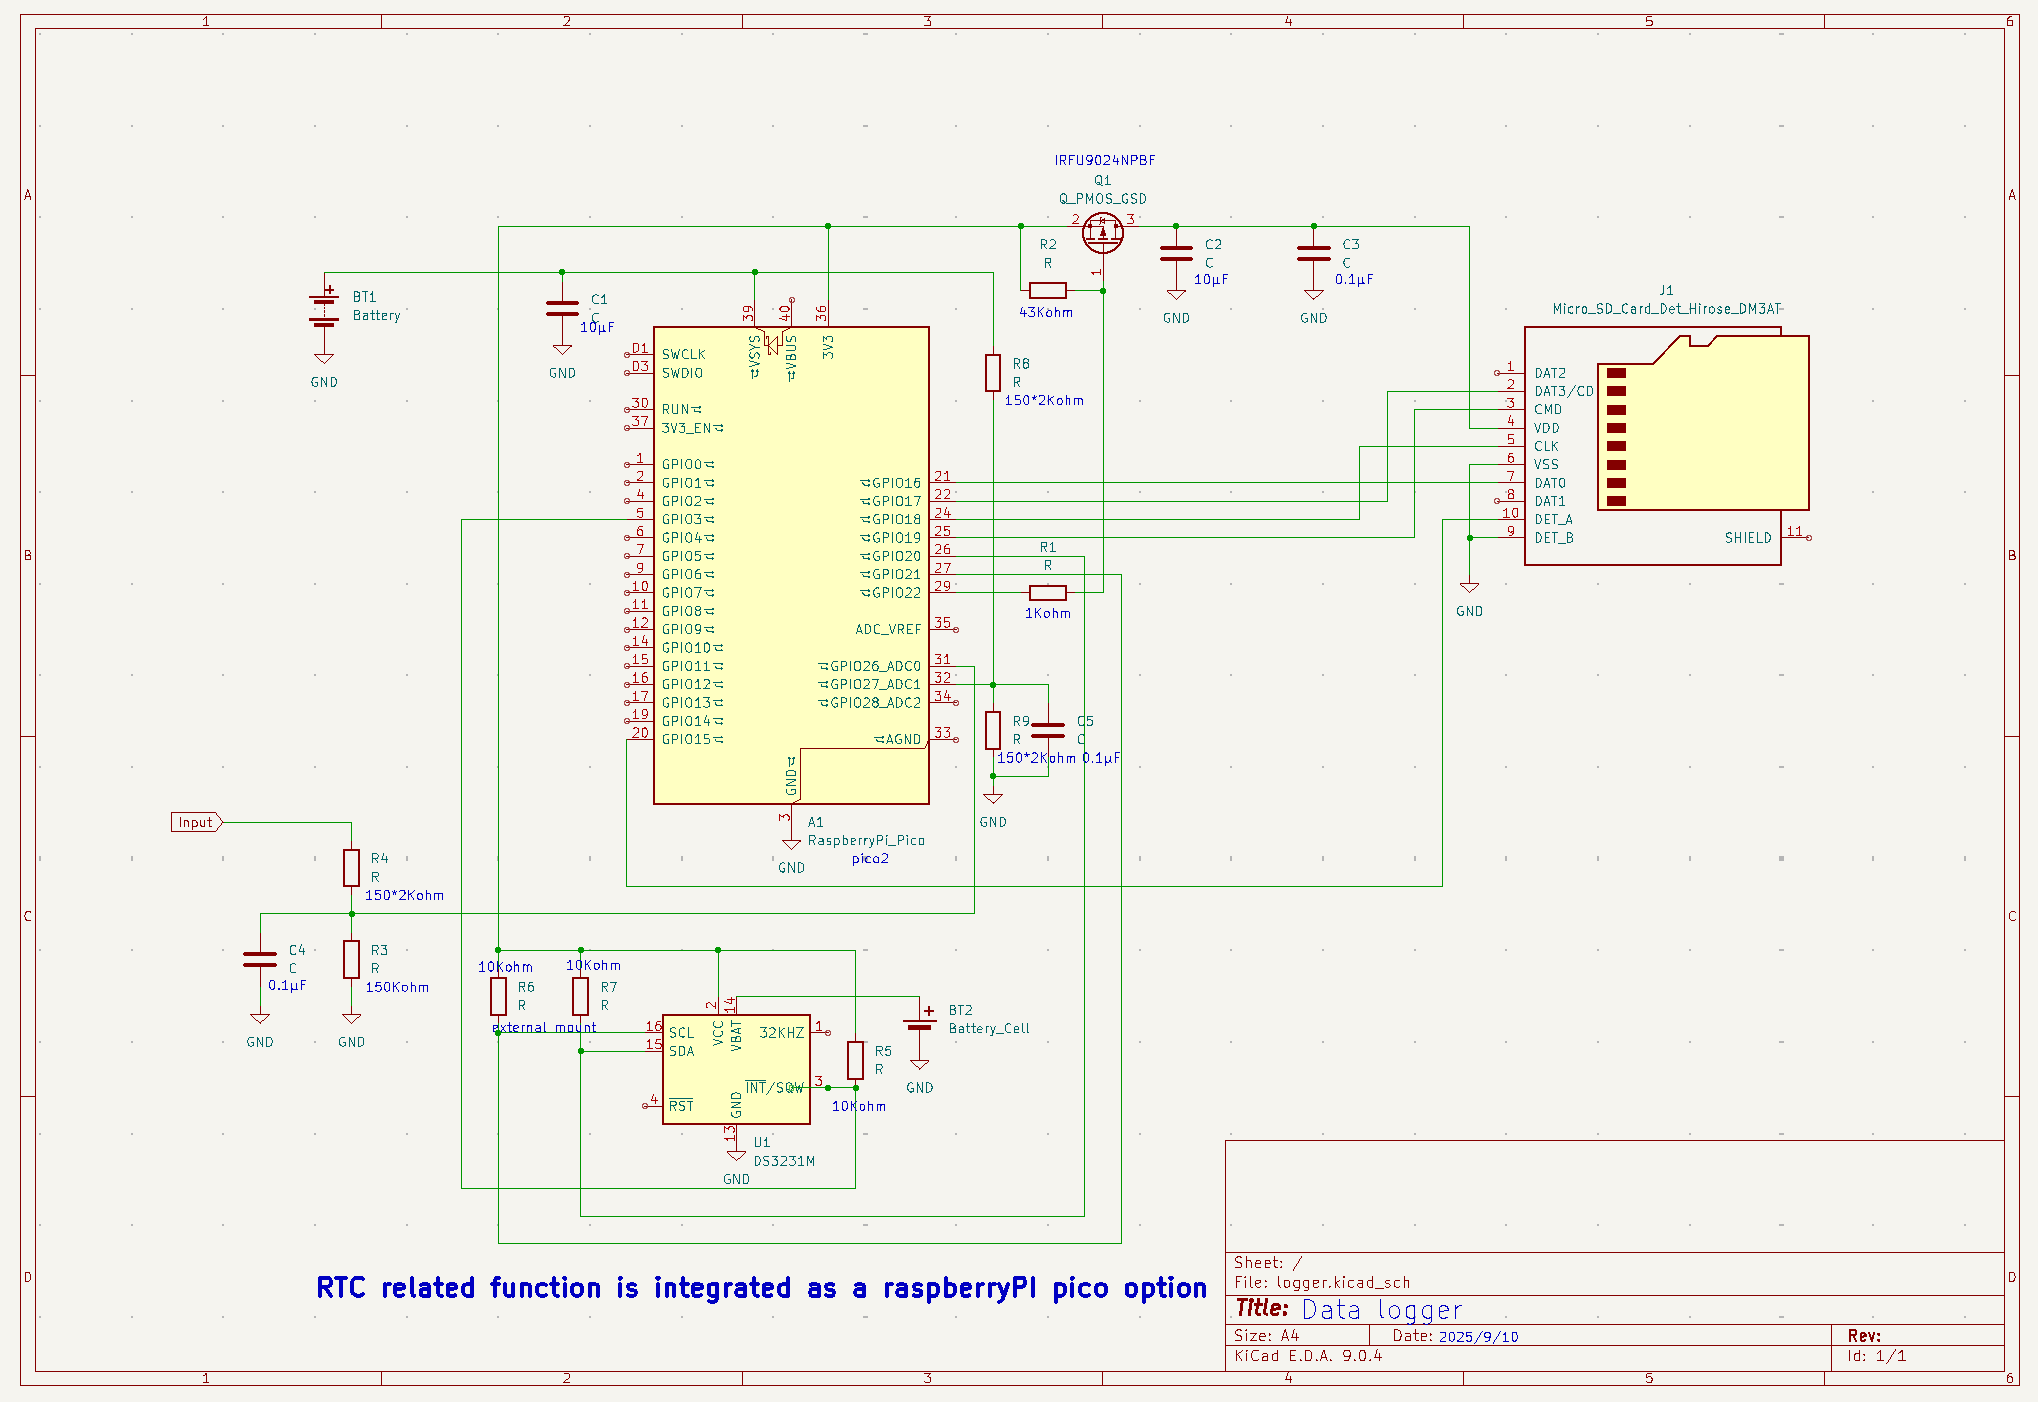 1 2 3 4 5 6
A A
B B
C C
D D
IRFU9024NPBF
Q1
Q_PMOS_GSD
2 3
1
R2
R
43Kohm
C2
C
10µF
GND
C3
C
0.1µF
GND
BT1
Battery
GND
C1
C
10µF
GND
39 40 36
VSYS VBUS 3V3
D1 SWCLK
D3 SWDIO
30 RUN
37 3V3_EN
1 GPIO0
2 GPIO1
4 GPIO2
5 GPIO3
6 GPIO4
7 GPIO5
9 GPIO6
10 GPIO7
11 GPIO8
12 GPIO9
14 GPIO10
15 GPIO11
16 GPIO12
17 GPIO13
19 GPIO14
20 GPIO15
GPIO16 21
GPIO17 22
GPIO18 24
GPIO19 25
GPIO20 26
GPIO21 27
GPIO22 29
ADC_VREF 35
GPIO26_ADC0 31
GPIO27_ADC1 32
GPIO28_ADC2 34
AGND 33
GND
3
A1
RaspberryPi_Pico
pico2
GND
R8
R
150*2Kohm
R1
R
1Kohm
R9
R
150*2Kohm
C5
C
0.1µF
GND
J1
Micro_SD_Card_Det_Hirose_DM3AT
1 DAT2
2 DAT3/CD
3 CMD
4 VDD
5 CLK
6 VSS
7 DAT0
8 DAT1
10 DET_A
9 DET_B
SHIELD 11
GND
Input
R4
R
150*2Kohm
C4
C
0.1µF
GND
R3
R
150Kohm
GND
10Kohm
R6
R
external mount
10Kohm
R7
R
2 14
VCC VBAT
16 SCL
15 SDA
4 RST
32KHZ 1
INT/SQW 3
GND
13
U1
DS3231M
GND
R5
R
10Kohm
BT2
Battery_Cell
GND
RTC related function is integrated as a raspberryPI pico option
Sheet: /
File: logger.kicad_sch
Title: Data logger
Size: A4 Date: 2025/9/10 Rev:
KiCad E.D.A. 9.0.4 Id: 1/1
1 2 3 4 5 6